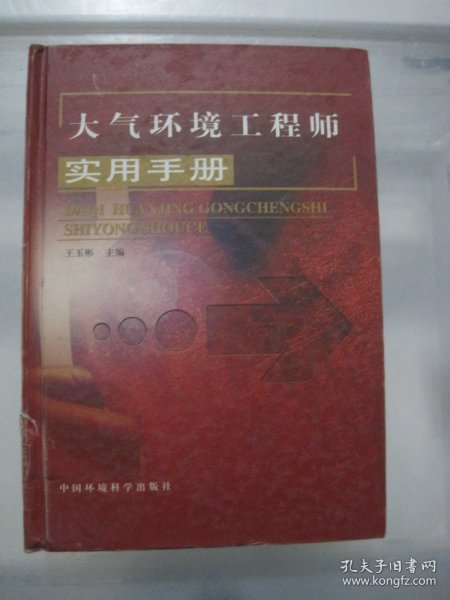 大气环境工程师
实用手册
DAQI HUANJING GONGCHENGSHI
SHIYONG SHOUCE
王玉彬 主编
中国环境科学出版社
孔夫子旧书网
www.kongfz.com